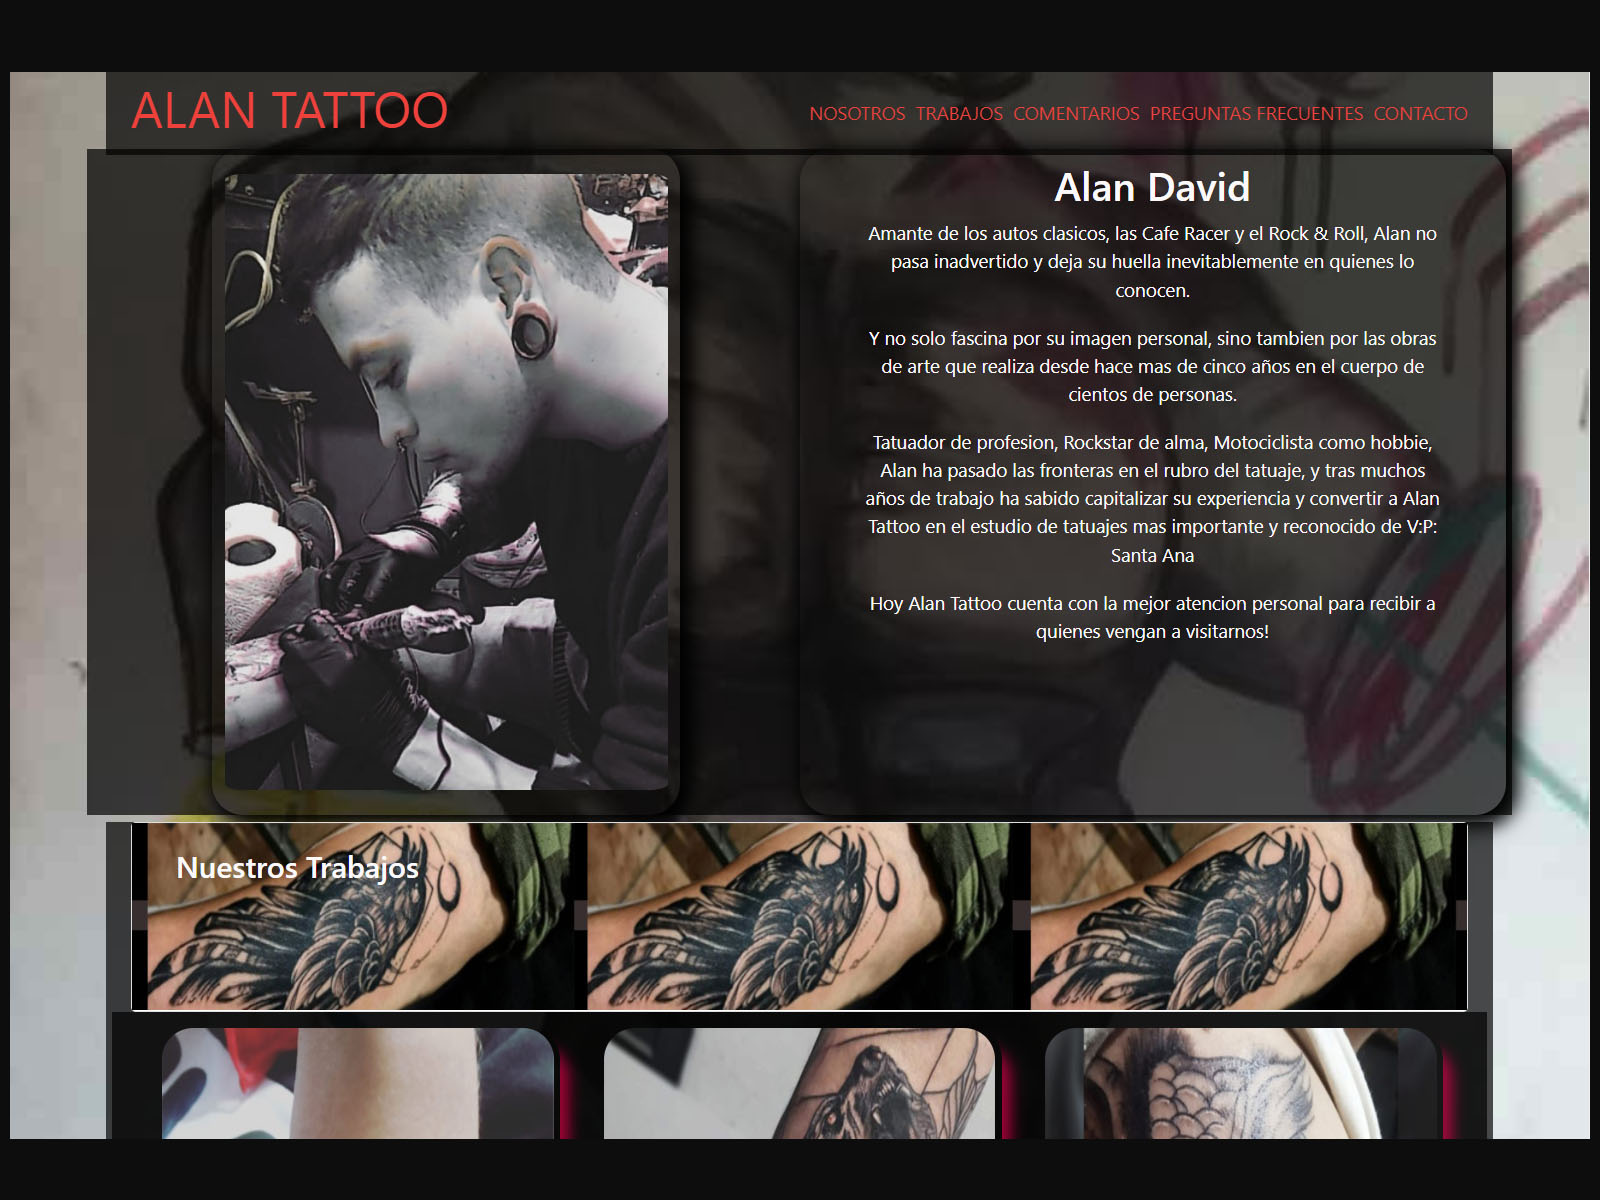 ALAN TATTOO
NOSOTROS TRABAJOS COMENTARIOS PREGUNTAS FRECUENTES CONTACTO
Alan David
Amante de los autos clasicos, las Cafe Racer y el Rock & Roll, Alan no
pasa inadvertido y deja su huella inevitablemente en quienes lo
conocen.
Y no solo fascina por su imagen personal, sino tambien por las obras
de arte que realiza desde hace mas de cinco años en el cuerpo de
cientos de personas.
Tatuador de profesion, Rockstar de alma, Motociclista como hobbie,
Alan ha pasado las fronteras en el rubro del tatuaje, y tras muchos
años de trabajo ha sabido capitalizar su experiencia y convertir a Alan
Tattoo en el estudio de tatuajes mas importante y reconocido de V:P:
Santa Ana
Hoy Alan Tattoo cuenta con la mejor atencion personal para recibir a
quienes vengan a visitarnos!
Nuestros Trabajos